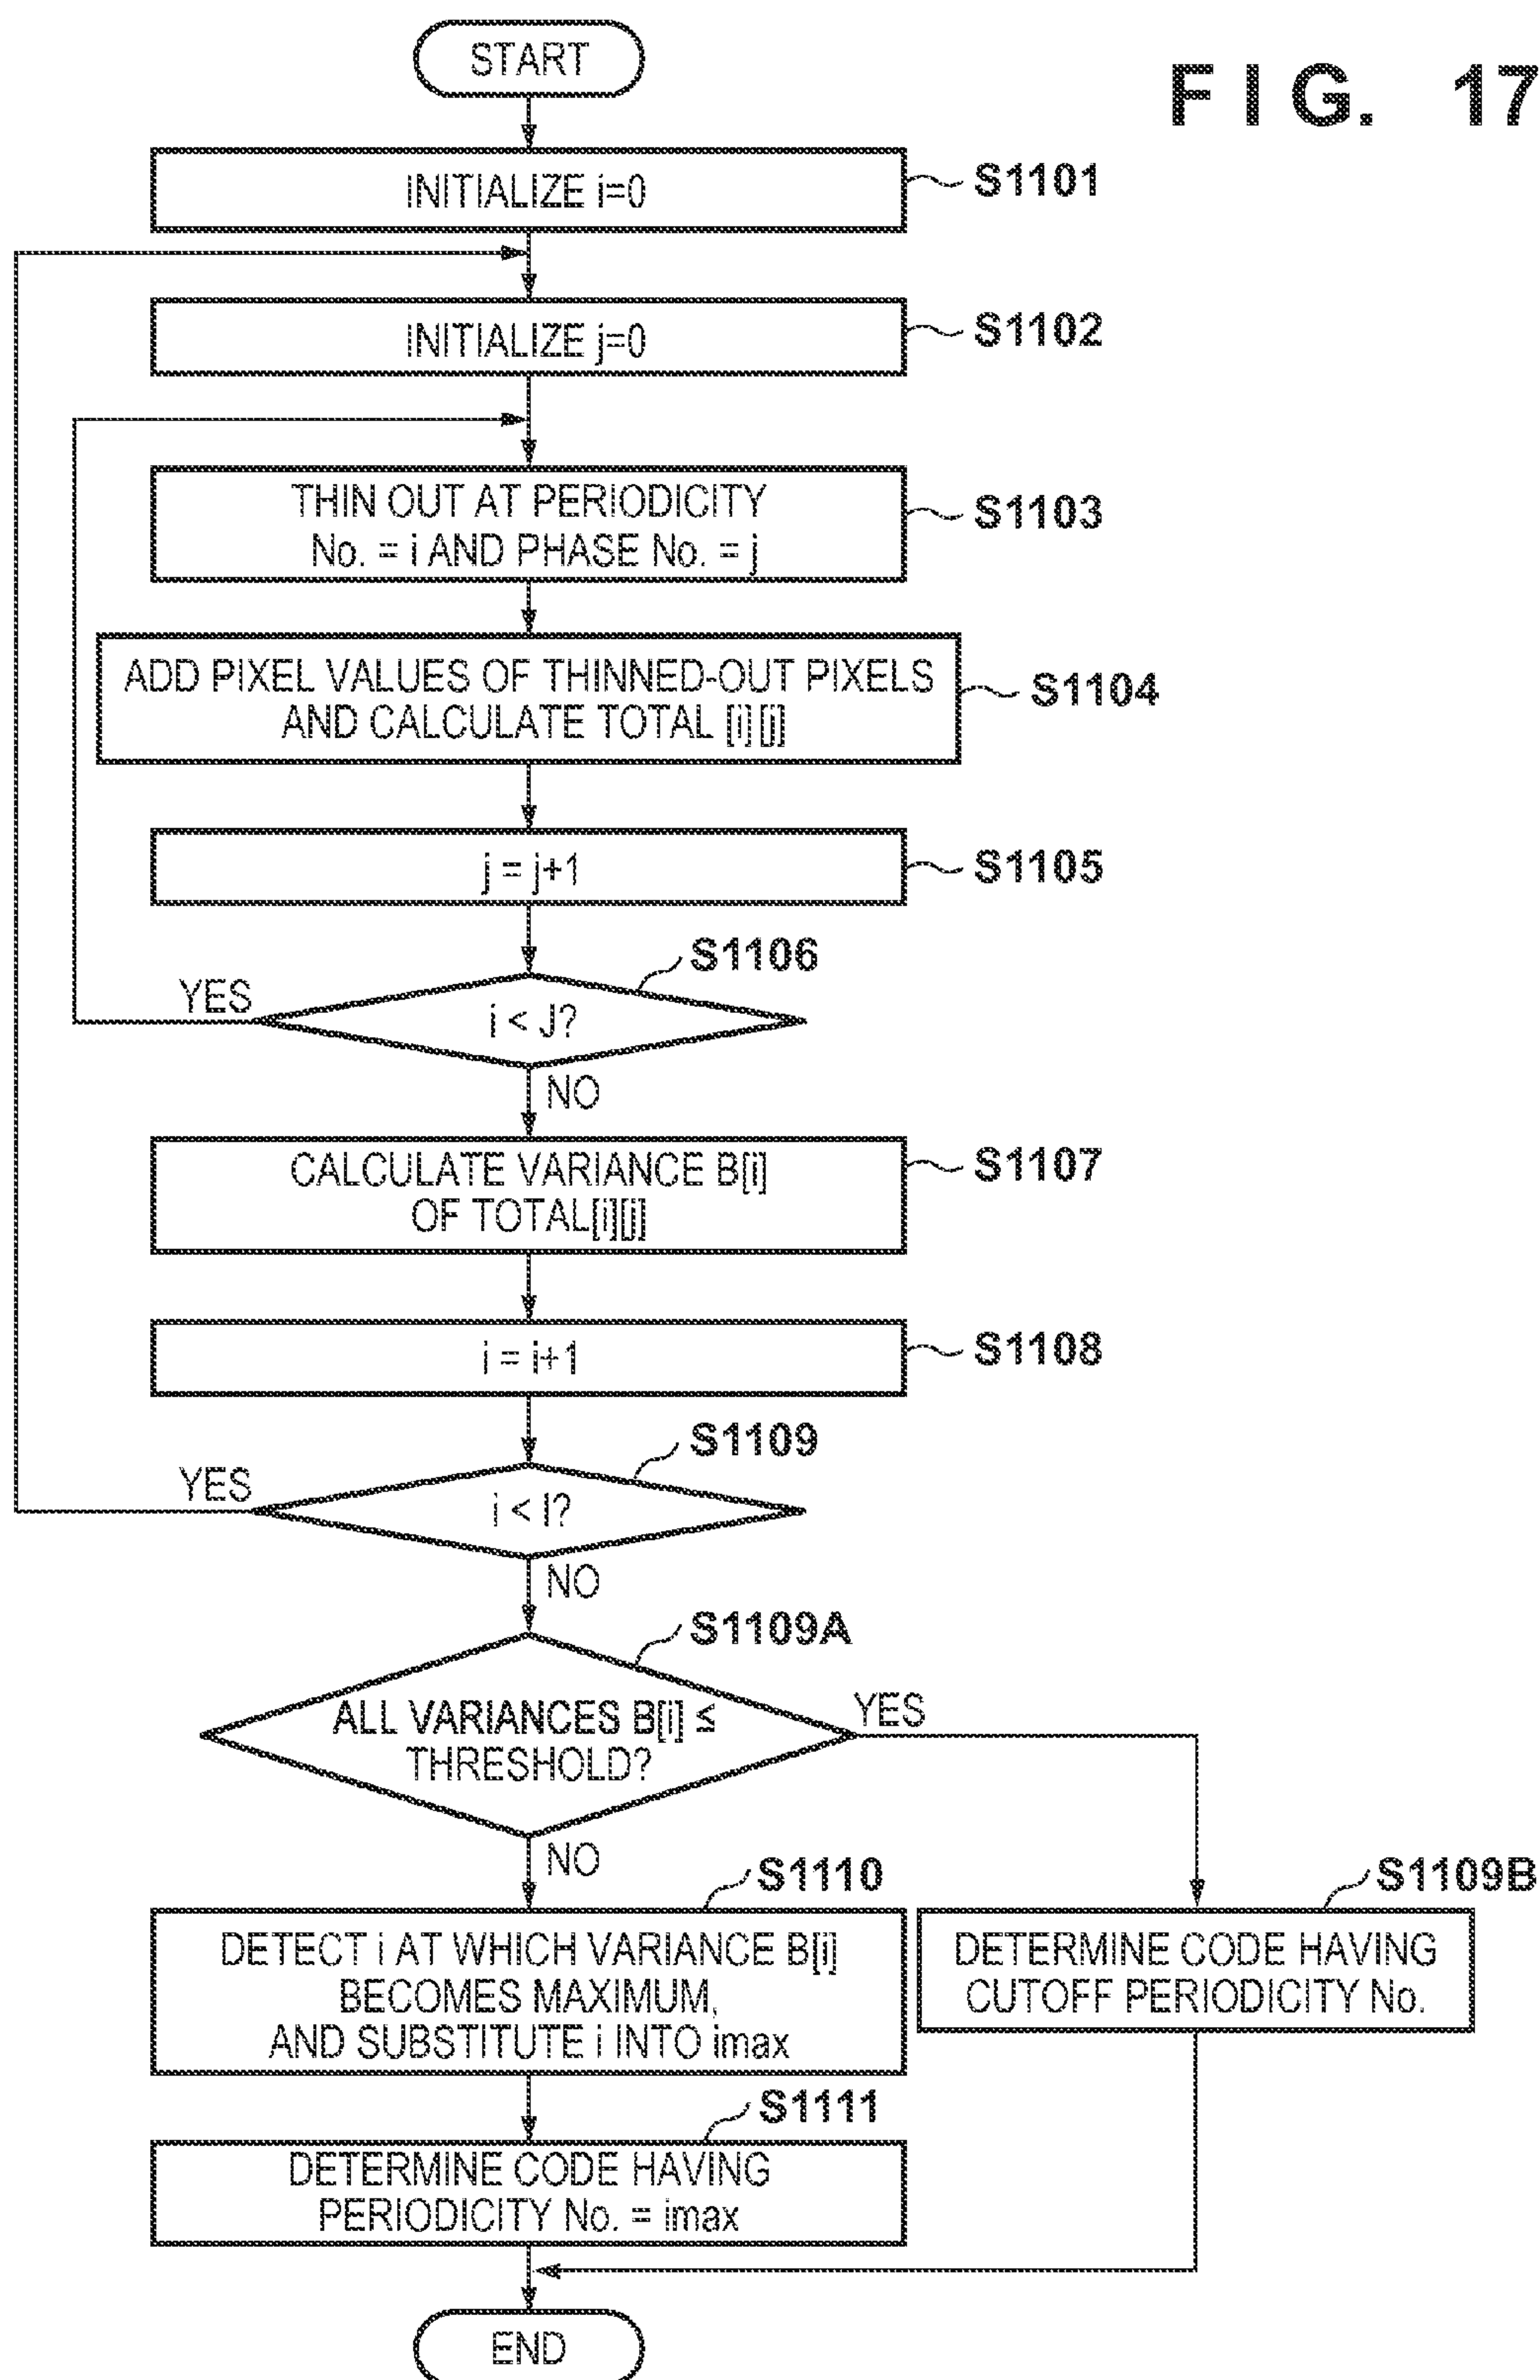 START
FIG. 17
INITIALIZE i=0
S1101
INITIALIZE j=0
S1102
THIN OUT AT PERIODICITY
No. = i AND PHASE No. = j
S1103
ADD PIXEL VALUES OF THINNED-OUT PIXELS
AND CALCULATE TOTAL [i] [j]
S1104
j = j+1
S1105
S1106
YES
i < J?
NO
CALCULATE VARIANCE B[i]
OF TOTAL[i][j]
S1107
i = i+1
S1108
S1109
YES
i < I?
NO
S1109A
ALL VARIANCES B[i] ≤
THRESHOLD?
YES
NO
S1110
DETECT i AT WHICH VARIANCE B[i]
BECOMES MAXIMUM,
AND SUBSTITUTE i INTO imax
S1109B
DETERMINE CODE HAVING
CUTOFF PERIODICITY No.
S1111
DETERMINE CODE HAVING
PERIODICITY No. = imax
END